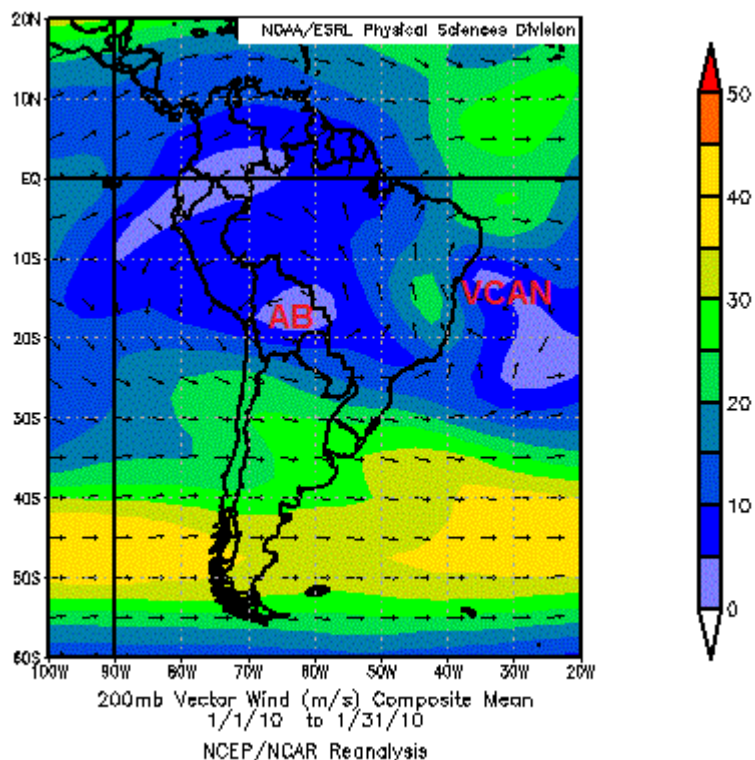 NOAA/ESRL Physical Sciences Division
20N
10N
EQ
10S
20S
30S
40S
50S
60S
100W 90W 80W 70W 60W 50W 40W 30W 20W
AB
VCAN
50
40
30
20
10
0
200mb Vector Wind (m/s) Composite Mean
1/1/10 to 1/31/10
NCEP/NCAR Reanalysis